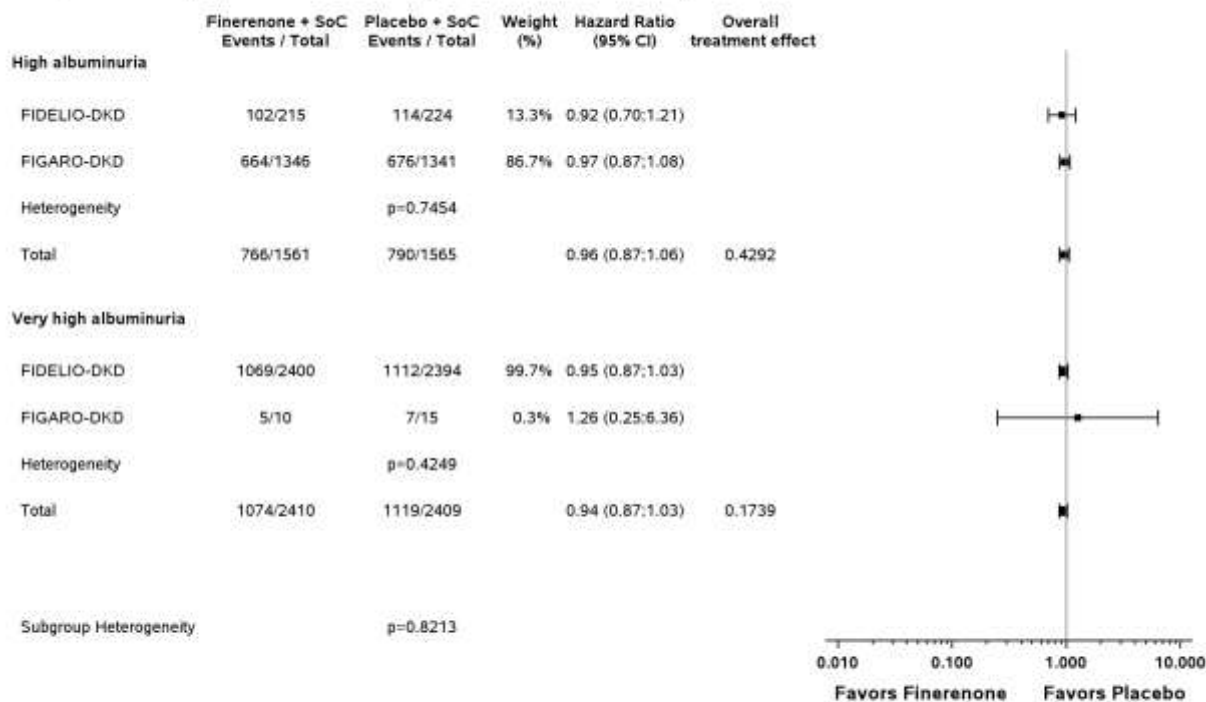 Finerenone + SoC Placebo + SoC Weight Hazard Ratio Overall
Events / Total Events / Total (%) (95% CI) treatment effect
High albuminuria
FIDELIO-DKD 102/215 114/224 13.3% 0.92 (0.70;1.21)
FIGARO-DKD 664/1346 676/1341 86.7% 0.97 (0.87;1.08)
Heterogeneity p=0.7454
Total 766/1561 790/1565 0.96 (0.87;1.06) 0.4292
Very high albuminuria
FIDELIO-DKD 1069/2400 1112/2394 99.7% 0.95 (0.87;1.03)
FIGARO-DKD 5/10 7/15 0.3% 1.26 (0.25;6.36)
Heterogeneity p=0.4249
Total 1074/2410 1119/2409 0.94 (0.87;1.03) 0.1739
Subgroup Heterogeneity p=0.8213
0.010 0.100 1.000 10.000
Favors Finerenone Favors Placebo